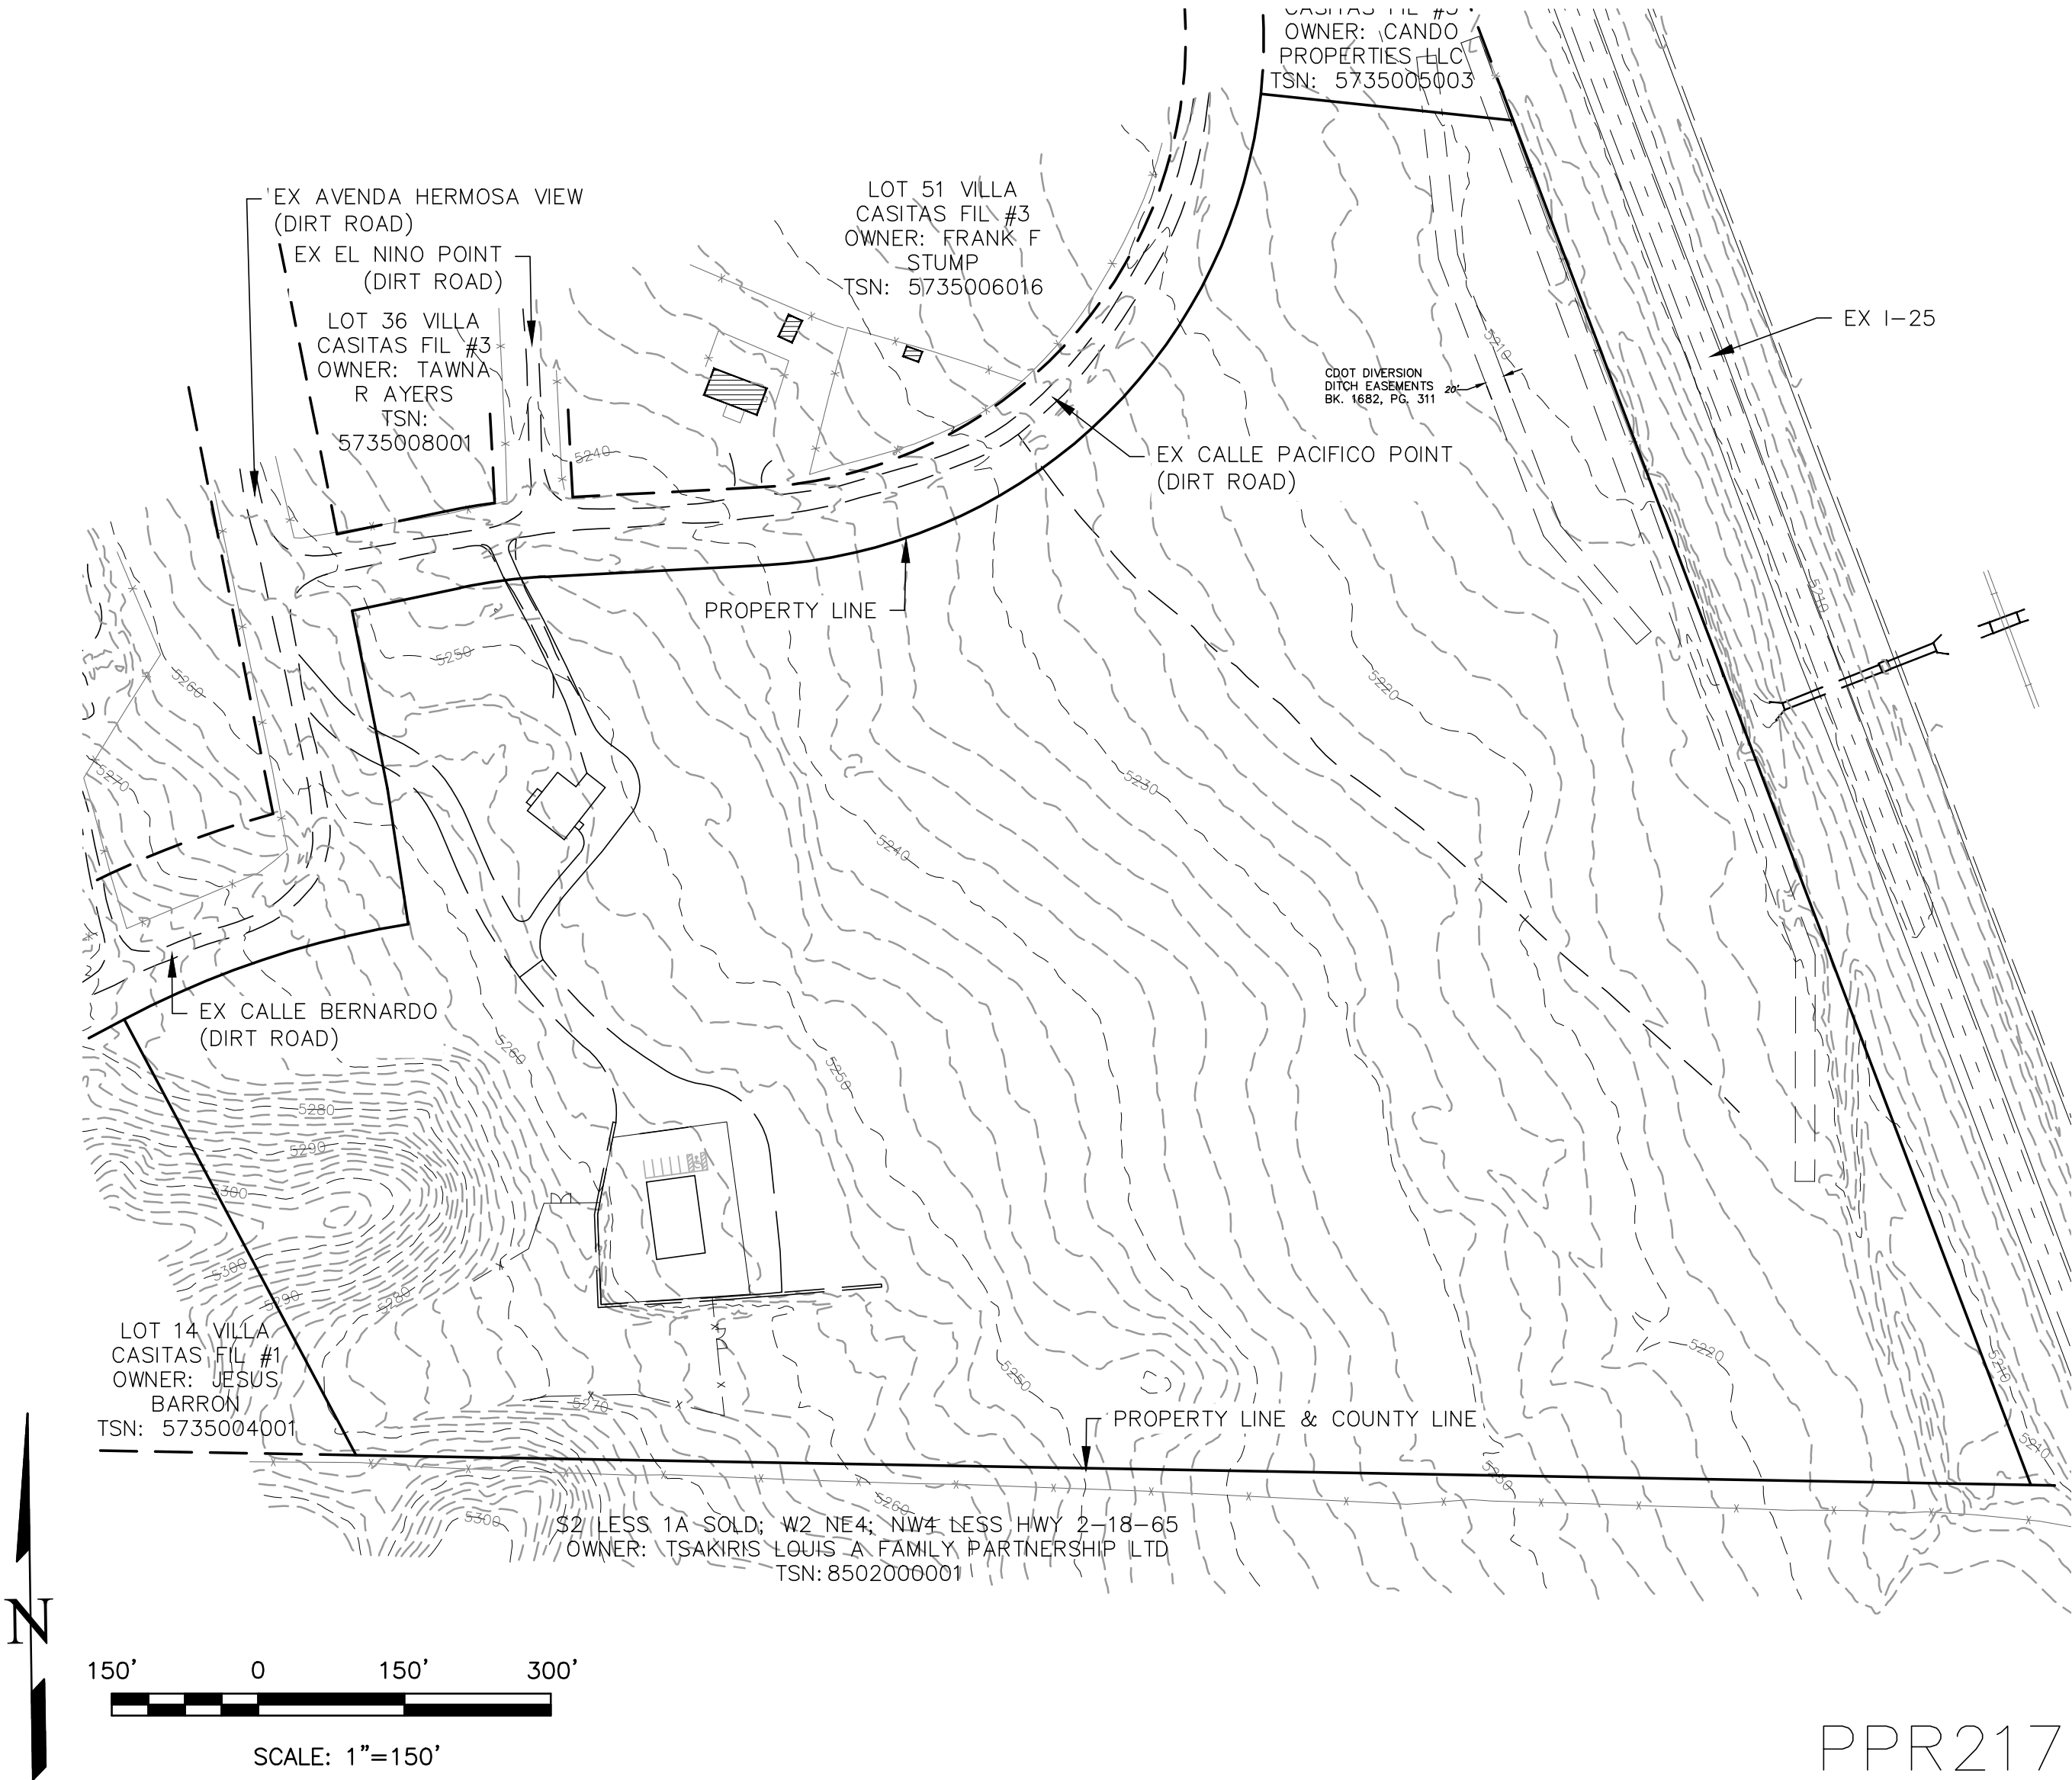 OWNER: CANDO
PROPERTIES LLC
TSN: 5735005003
EX AVENDA HERMOSA VIEW
(DIRT ROAD)
EX EL NINO POINT
(DIRT ROAD)
LOT 36 VILLA
CASITAS FIL #3
OWNER: TAWNA
R AYERS
TSN:
5735008001
LOT 51 VILLA
CASITAS FIL #3
OWNER: FRANK F
STUMP
TSN: 5735006016
EX I-25
5210
CDOT DIVERSION
DITCH EASEMENTS
BK. 1682, PG. 311
20'
EX CALLE PACIFICO POINT
(DIRT ROAD)
5240
PROPERTY LINE
5210
5250
5260
5220
5270
5230
5240
EX CALLE BERNARDO
(DIRT ROAD)
5260
5250
5280
5290
5300
5300
5290
5280
LOT 14 VILLA
CASITAS FIL #1
OWNER: JESUS
BARRON
TSN: 5735004001
5220
5210
5250
5270
PROPERTY LINE & COUNTY LINE
5210
5230
5260
5300
S2 LESS 1A SOLD; W2 NE4; NW4 LESS HWY 2-18-65
OWNER: TSAKIRIS LOUIS A FAMILY PARTNERSHIP LTD
TSN: 8502000001
N
150' 0 150' 300'
SCALE: 1"=150'
PPR217